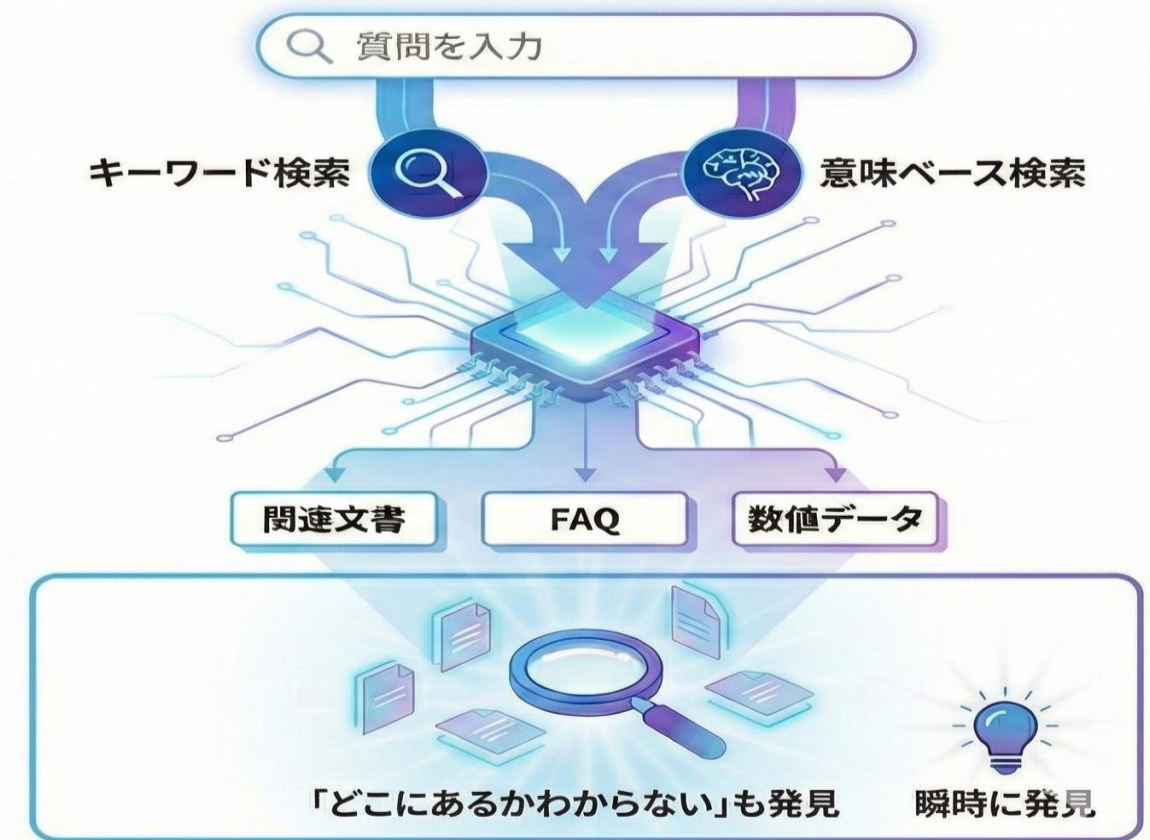 質問を入力
キーワード検索
意味ベース検索
関連文書
FAQ
数値データ
「どこにあるかわからない」も発見
瞬時に発見